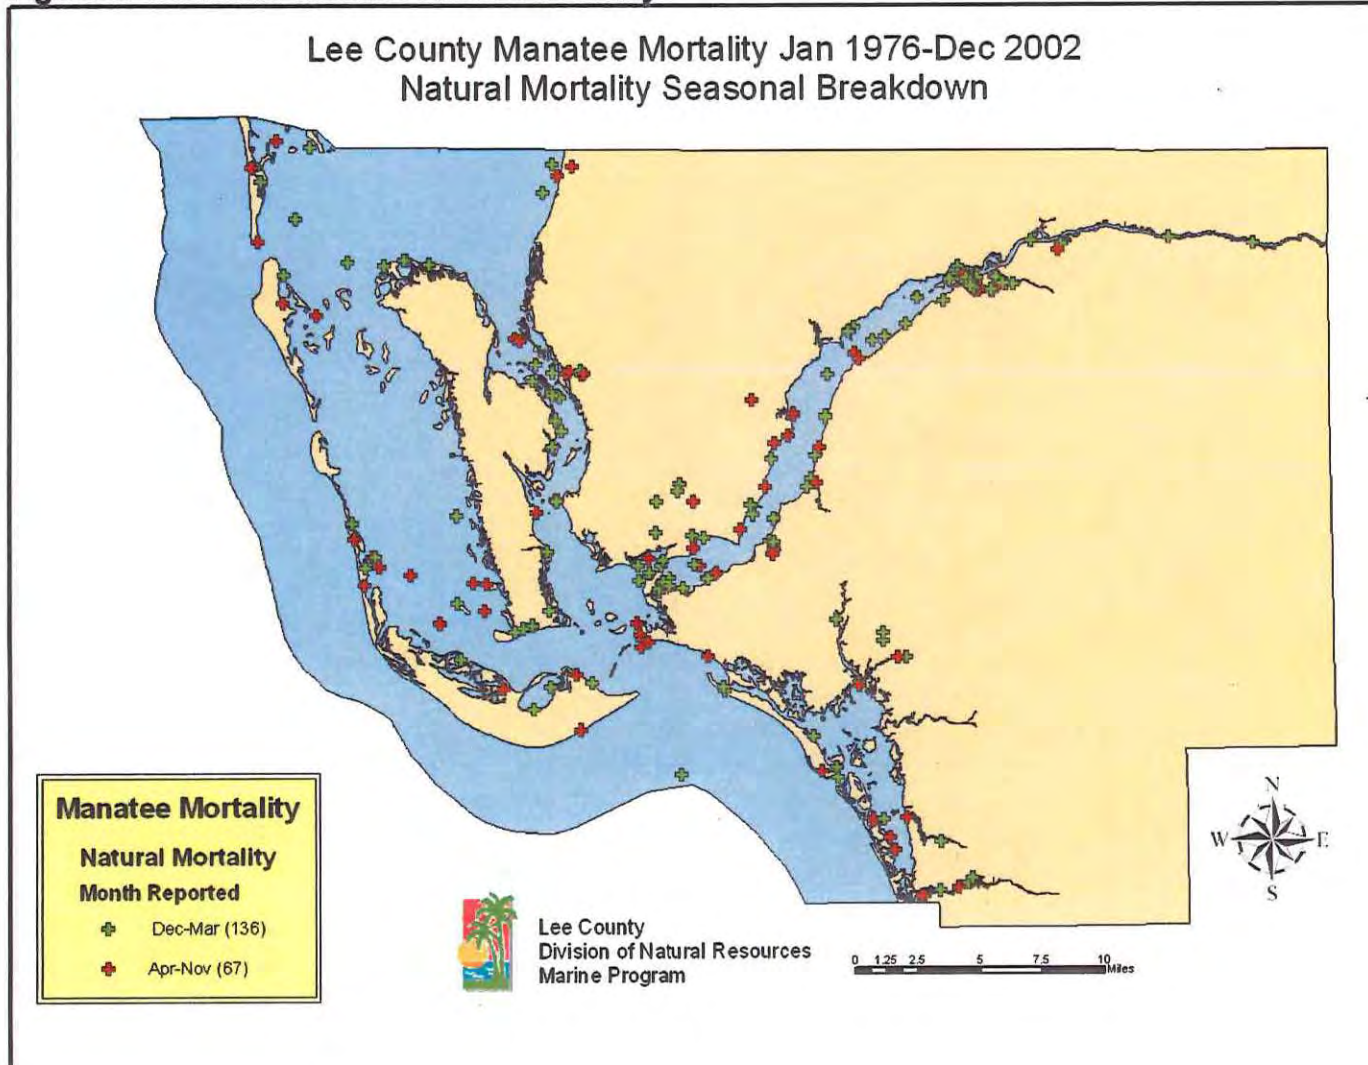 Lee County Manatee Mortality Jan 1976-Dec 2002
Natural Mortality Seasonal Breakdown
Manatee Mortality
Natural Mortality
Month Reported
Dec-Mar (136)
Apr-Nov (67)
Lee County
Division of Natural Resources
Marine Program
0 1.25 2.5 5 7.5 10
Miles
N
W E
S